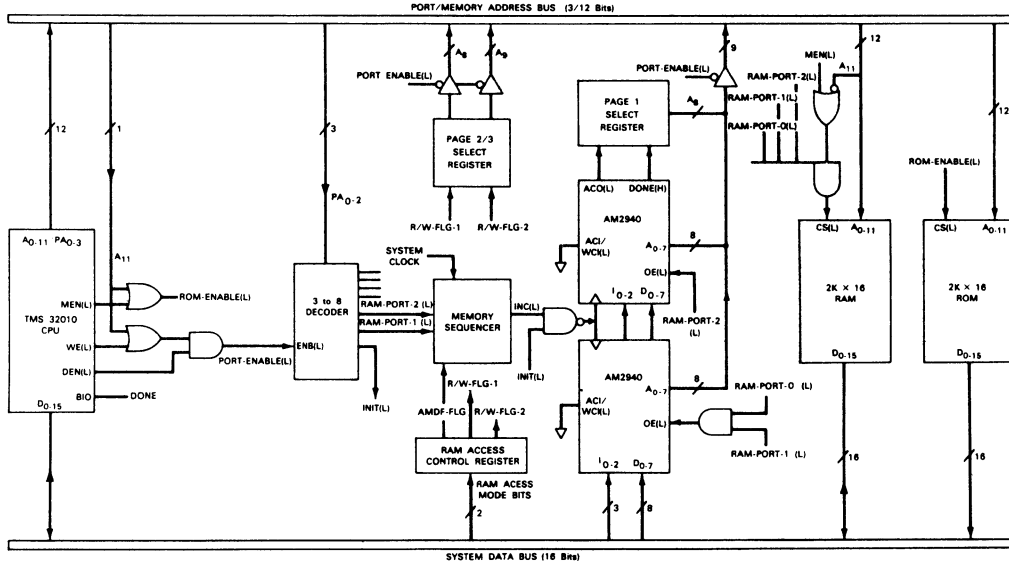 PORT/MEMORY ADDRESS BUS (3/12 Bits)
12
1
3
A8
A9
PORT ENABLE(L)
PAGE 2/3
SELECT
REGISTER
R/W-FLG-1
R/W-FLG-2
PA0-2
9
PORT-ENABLE(L)
PAGE 1
SELECT
REGISTER
A8
ACO(L)
DONE(H)
AM2940
ACI/
WCI(L)
A0-7
8
OE(L)
I0-2
D0-7
RAM-PORT-2
(L)
12
MEN(L)
A11
RAM-PORT-2(L)
RAM-PORT-1(L)
RAM-PORT-0(L)
CS(L)
A0-11
2K × 16
RAM
D0-15
16
12
ROM-ENABLE(L)
CS(L)
A0-11
2K × 16
ROM
D0-15
16
A0-11 PA0-3
A11
MEN(L)
ROM-ENABLE(L)
TMS 32010
CPU
WE(L)
PORT-ENABLE(L)
DEN(L)
BIO
DONE
D0-15
3 to 8
DECODER
ENB(L)
RAM-PORT-2 (L)
RAM-PORT-1 (L)
INIT(L)
SYSTEM
CLOCK
MEMORY
SEQUENCER
INC(L)
INIT(L)
R/W-FLG-1
AMDF-FLG
R/W-FLG-2
RAM ACCESS
CONTROL REGISTER
RAM ACESS
MODE BITS
2
AM2940
A0-7
8
ACI/
WCI(L)
OE(L)
RAM-PORT-0 (L)
RAM-PORT-1 (L)
I0-2
D0-7
3
8
SYSTEM DATA BUS (16 Bits)